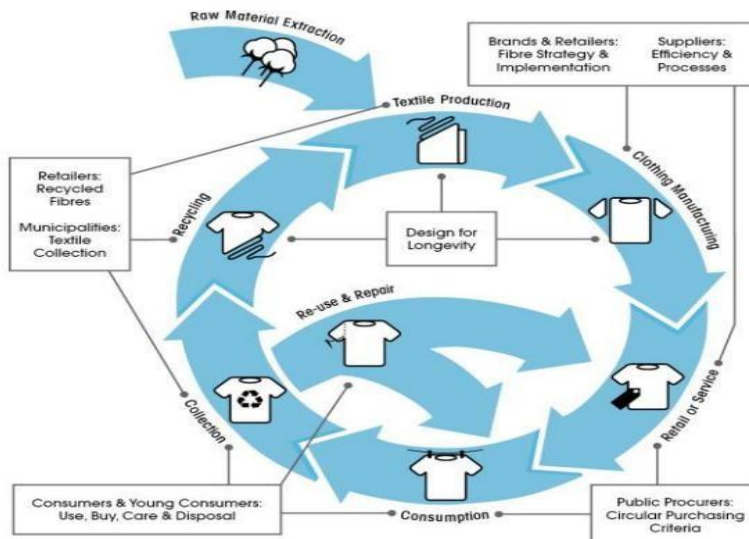 Raw Material Extraction
Brands & Retailers:
Fibre Strategy &
Implementation
Suppliers:
Efficiency &
Processes
Textile Production
Clothing Manufacturing
Retailers:
Recycled
Fibres
Municipalities:
Textile
Collection
Recycling
Design for
Longevity
Re-use & Repair
Retail or Service
Collection
Consumption
Consumers & Young Consumers:
Use, Buy, Care & Disposal
Public Procurers:
Circular Purchasing
Criteria